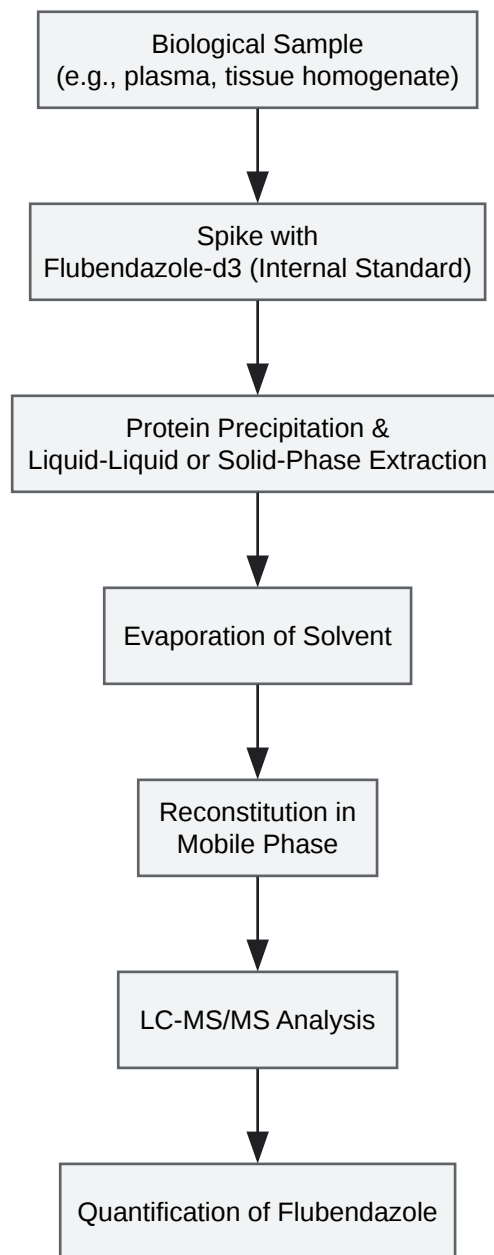 Biological Sample
(e.g., plasma, tissue homogenate)
Spike with
Flubendazole-d3 (Internal Standard)
Protein Precipitation &
Liquid-Liquid or Solid-Phase Extraction
Evaporation of Solvent
Reconstitution in
Mobile Phase
LC-MS/MS Analysis
Quantification of Flubendazole